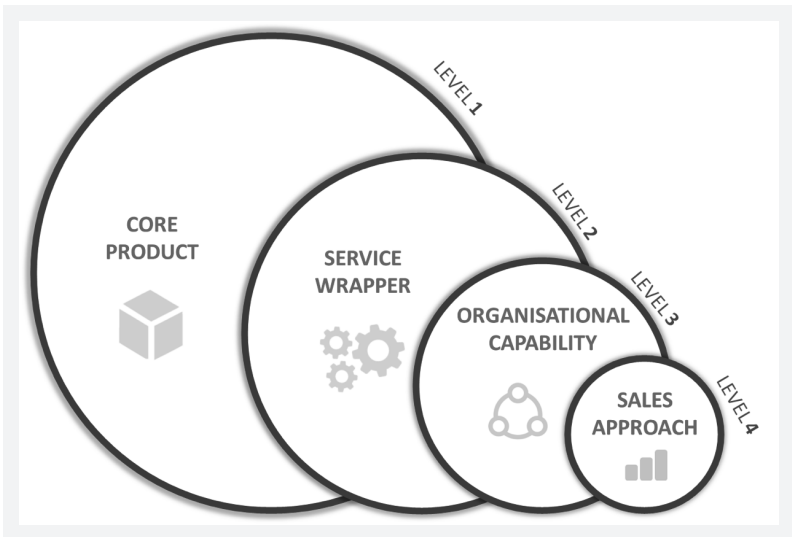 LEVEL 1
CORE
PRODUCT
LEVEL 2
SERVICE
WRAPPER
LEVEL 3
ORGANISATIONAL
CAPABILITY
LEVEL 4
SALES
APPROACH